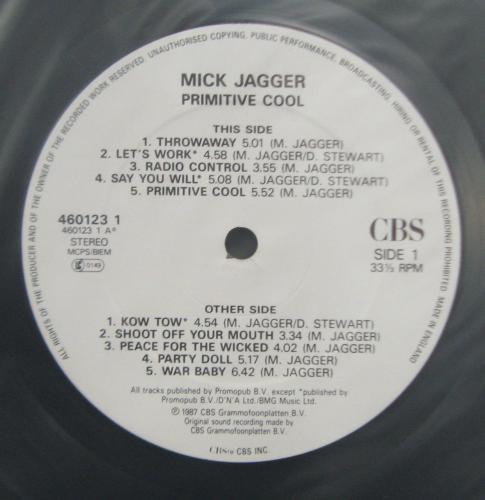 ALL RIGHTS OF THE PRODUCER AND OF THE OWNER OF THE RECORDED WORK RESERVED. UNAUTHORISED COPYING, PUBLIC PERFORMANCE, BROADCASTING, HIRING OR RENTAL OF THIS RECORDING PROHIBITED. MADE IN ENGLAND
MICK JAGGER
PRIMITIVE COOL
THIS SIDE
1. THROWAWAY 5.01 (M. JAGGER)
2. LET'S WORK* 4.58 (M. JAGGER/D. STEWART)
3. RADIO CONTROL 3.55 (M. JAGGER)
4. SAY YOU WILL* 5.08 (M. JAGGER/D. STEWART)
5. PRIMITIVE COOL 5.52 (M. JAGGER)
460123 1
460123 1 A°
STEREO
MCPS/BIEM
0149
CBS
SIDE 1
33⅓ RPM
OTHER SIDE
1. KOW TOW* 4.54 (M. JAGGER/D. STEWART)
2. SHOOT OFF YOUR MOUTH 3.34 (M. JAGGER)
3. PEACE FOR THE WICKED 4.02 (M. JAGGER)
4. PARTY DOLL 5.17 (M. JAGGER)
5. WAR BABY 6.42 (M. JAGGER)
All tracks published by Promopub B.V. except *published by
Promopub B.V./D'N'A Ltd./BMG Music Ltd.
℗ 1987 CBS Grammofoonplatten B.V.
Original sound recording made by
CBS Grammofoonplatten B.V.
CBS INC.